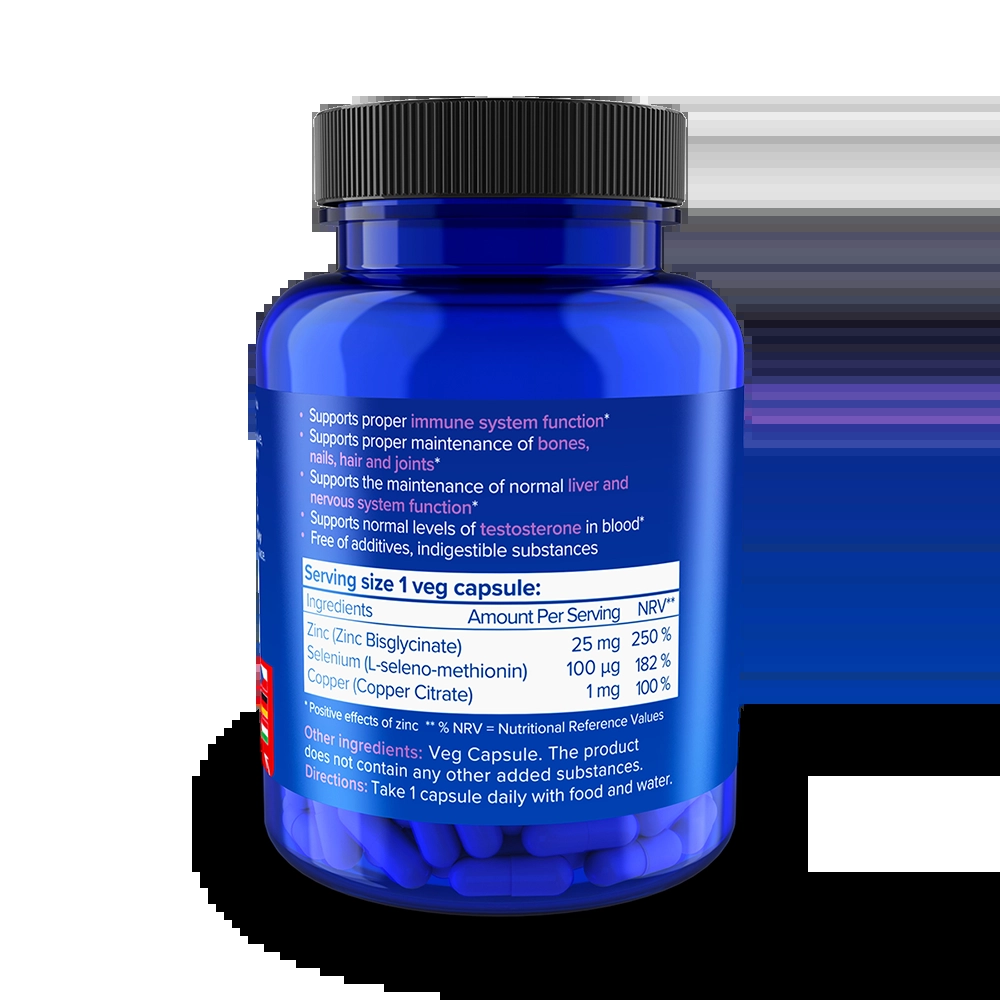 • Supports proper immune system function*
• Supports proper maintenance of bones,
nails, hair and joints*
• Supports the maintenance of normal liver and
nervous system function*
• Supports normal levels of testosterone in blood*
• Free of additives, indigestible substances
Serving size 1 veg capsule:
Ingredients Amount Per Serving NRV**
Zinc (Zinc Bisglycinate) 25 mg 250 %
Selenium (L-seleno-methionin) 100 µg 182 %
Copper (Copper Citrate) 1 mg 100 %
*Positive effects of zinc ** % NRV = Nutritional Reference Values
Other ingredients: Veg Capsule. The product
does not contain any other added substances.
Directions: Take 1 capsule daily with food and water.